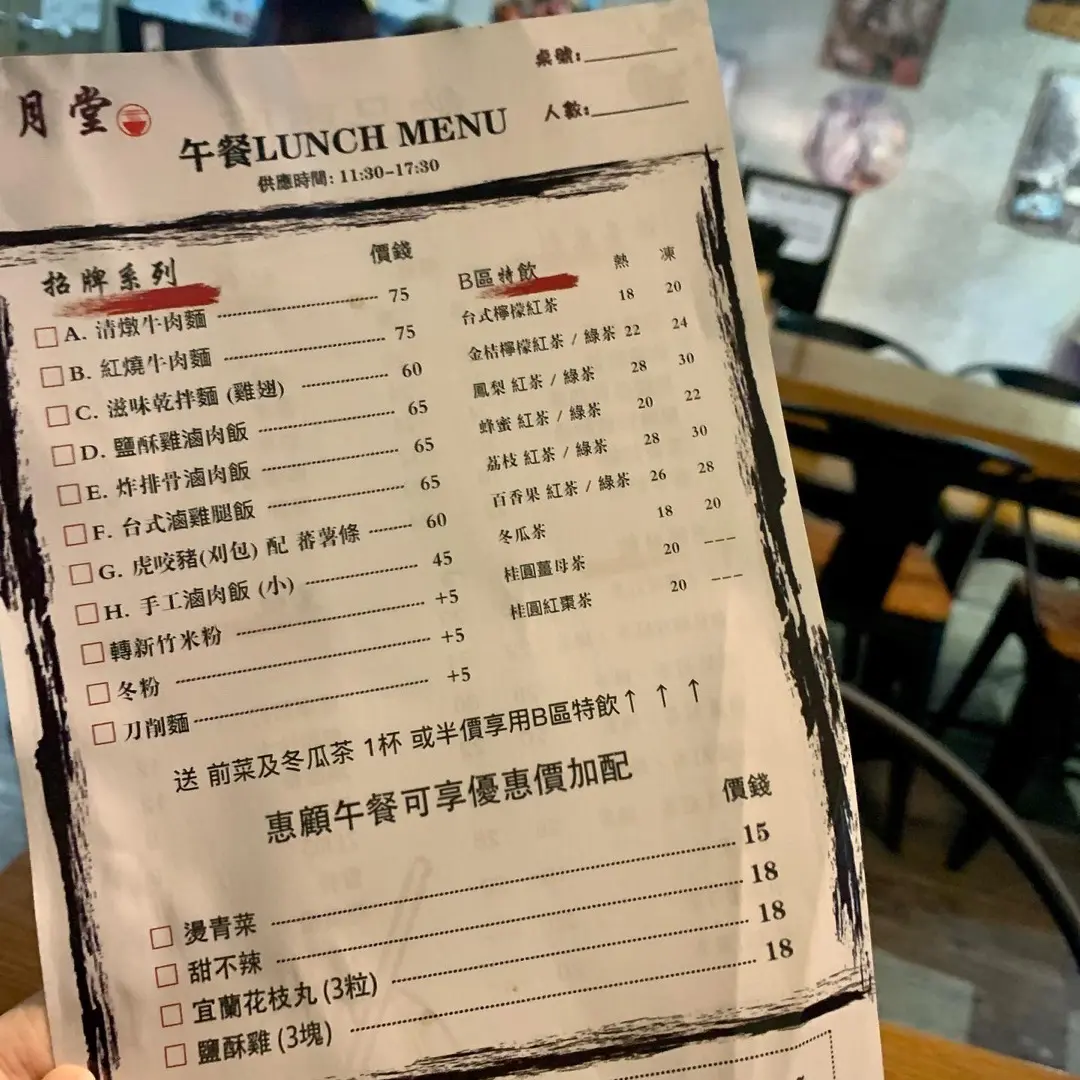 桌號:
月堂
人數:
午餐LUNCH MENU
供應時間: 11:30-17:30
招牌系列 價錢
A. 清燉牛肉麵 75
B. 紅燒牛肉麵 75
C. 滋味乾拌麵 (雞翅) 60
D. 鹽酥雞滷肉飯 65
E. 炸排骨滷肉飯 65
F. 台式滷雞腿飯 65
G. 虎咬豬(刈包) 配 蕃薯條 60
H. 手工滷肉飯 (小) 45
轉新竹米粉 +5
冬粉 +5
刀削麵 +5
B區特飲 熱 凍
台式檸檬紅茶 18 20
金桔檸檬紅茶 / 綠茶 22 24
鳳梨 紅茶 / 綠茶 28 30
蜂蜜 紅茶 / 綠茶 20 22
荔枝 紅茶 / 綠茶 28 30
百香果 紅茶 / 綠茶 26 28
冬瓜茶 18 20
桂圓薑母茶 20 ---
桂圓紅棗茶 20 ---
送 前菜及冬瓜茶 1杯 或半價享用B區特飲↑ ↑ ↑
惠顧午餐可享優惠價加配
價錢
燙青菜 15
甜不辣 18
宜蘭花枝丸 (3粒) 18
鹽酥雞 (3塊) 18